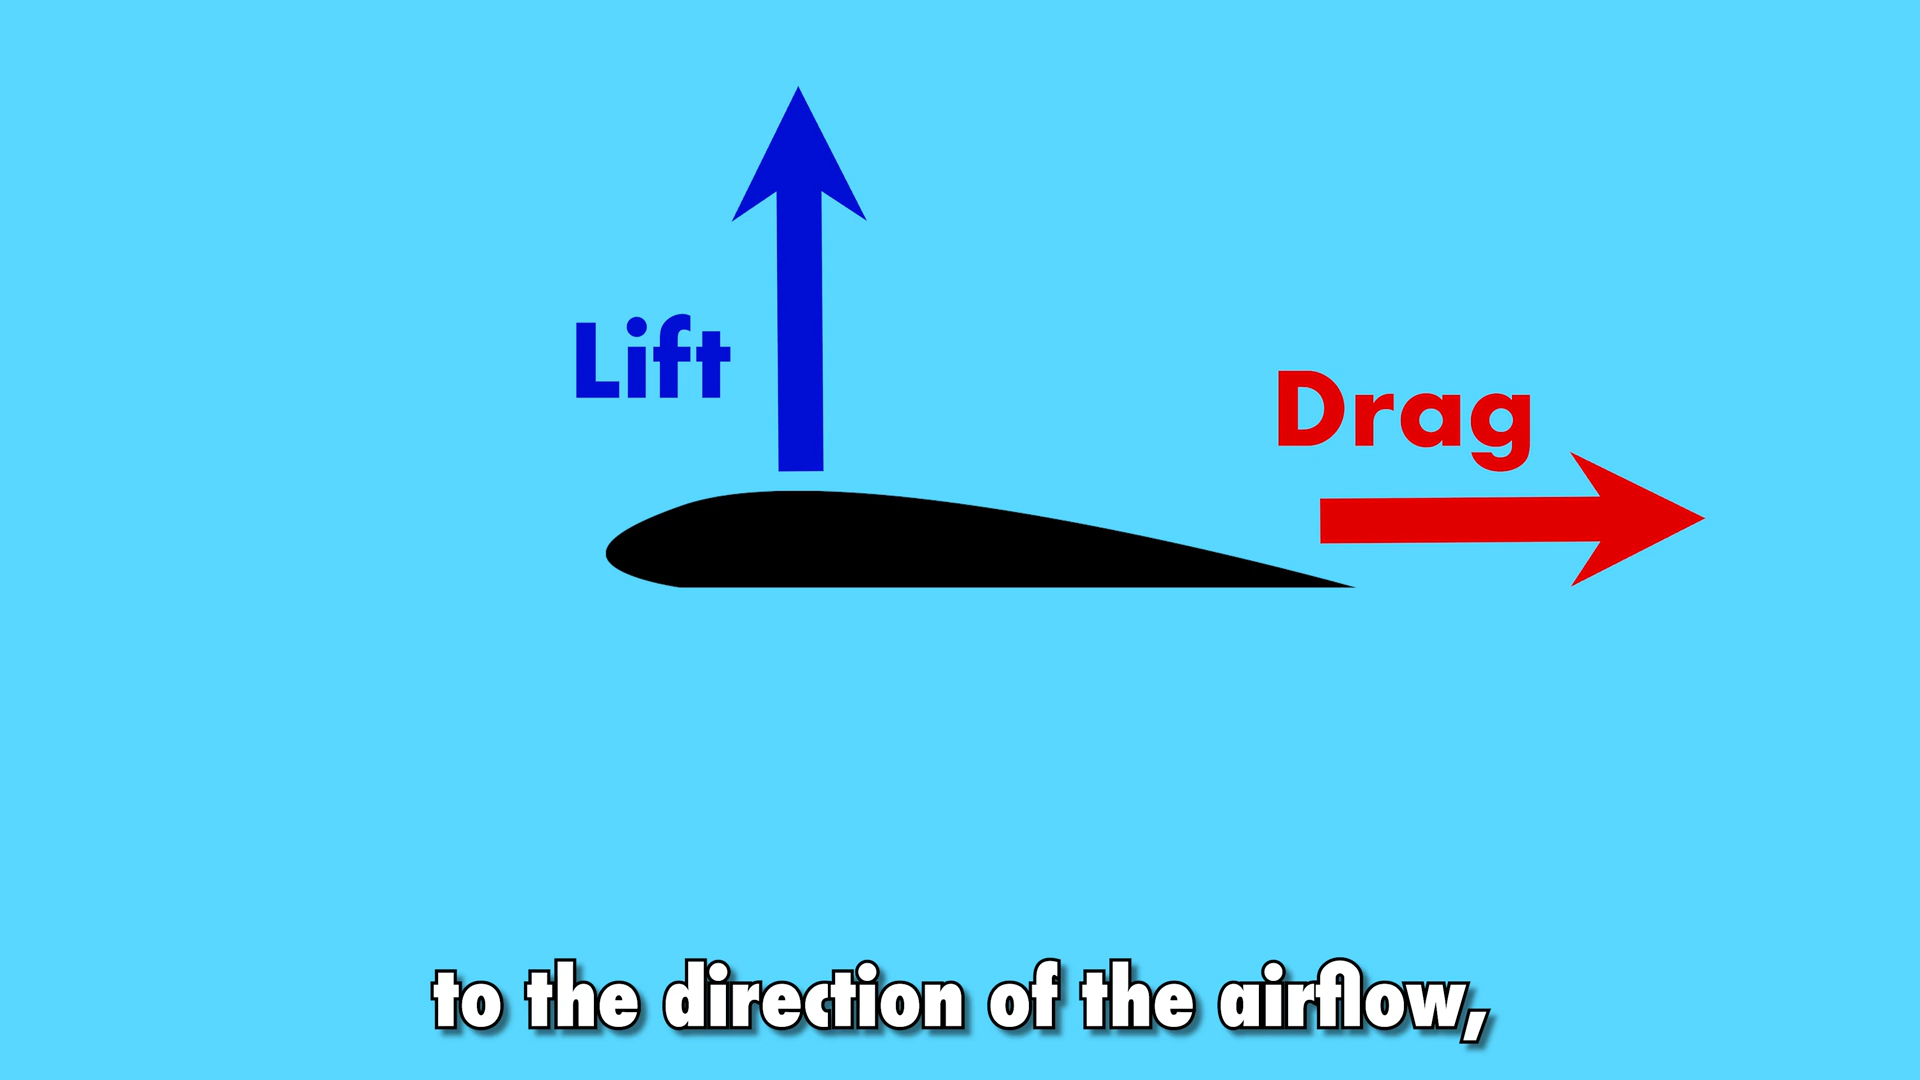 Lift
Drag
to the direction of the airflow,